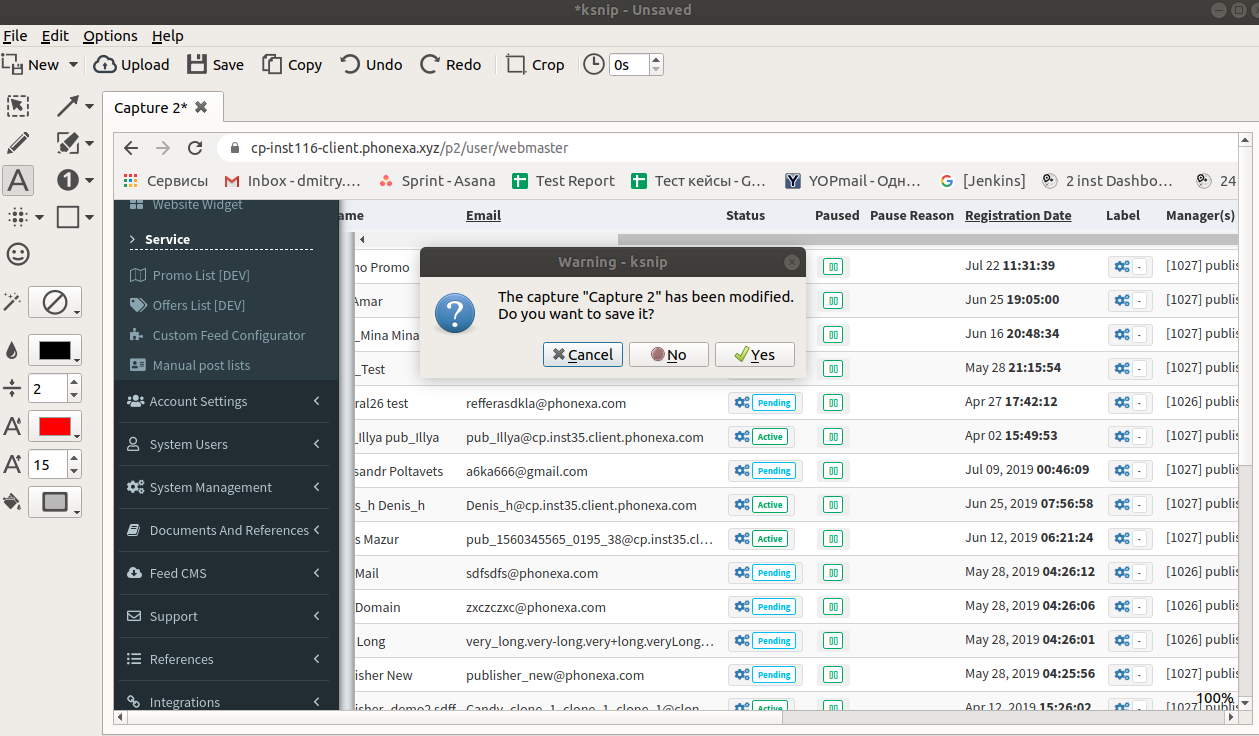 *ksnip - Unsaved
File Edit Options Help
New Upload Save Copy Undo Redo Crop 0s
Capture 2*
cp-inst116-client.phonexa.xyz/p2/user/webmaster
Сервисы Inbox - dmitry.... Sprint - Asana Test Report Тест кейсы - G... YOPmail - Одн... [Jenkins] 2 inst Dashbo... 24
Website Widget
Service
Promo List [DEV]
Offers List [DEV]
Custom Feed Configurator
Manual post lists
Account Settings
System Users
System Management
Documents And References
Feed CMS
Support
References
Integrations
2
15
ame Email Status Paused Pause Reason Registration Date Label Manager(s)
no Promo Jul 22 11:31:39 - [1027] publis
Amar Jun 25 19:05:00 - [1027] publis
_Mina Mina Jun 16 20:48:34 - [1027] publis
_Test May 28 21:15:54 - [1027] publis
ral26 test refferasdkla@phonexa.com Pending Apr 27 17:42:12 - [1026] publis
_Illya pub_Illya pub_Illya@cp.inst35.client.phonexa.com Active Apr 02 15:49:53 - [1027] publis
sandr Poltavets a6ka666@gmail.com Pending Jul 09, 2019 00:46:09 - [1027] publis
s_h Denis_h Denis_h@cp.inst35.client.phonexa.com Active Jun 25, 2019 07:56:58 - [1027] publis
s Mazur pub_1560345565_0195_38@cp.inst35.cl... Active Jun 12, 2019 06:21:24 - [1027] publis
Mail sdfsdfs@phonexa.com Pending May 28, 2019 04:26:12 - [1026] publis
Domain zxczczxc@phonexa.com Pending May 28, 2019 04:26:06 - [1026] publis
Long very_long.very-long.very+long.veryLong... Pending May 28, 2019 04:26:01 - [1026] publis
isher New publisher_new@phonexa.com Pending May 28, 2019 04:25:56 - [1027] publis
isher_demo2 sdff Candy_clone_1_clone_1_clone_1@clon Active Apr 12, 2019 15:26:02 - [1027] publis
100%
Warning - ksnip
The capture "Capture 2" has been modified.
Do you want to save it?
Cancel No Yes